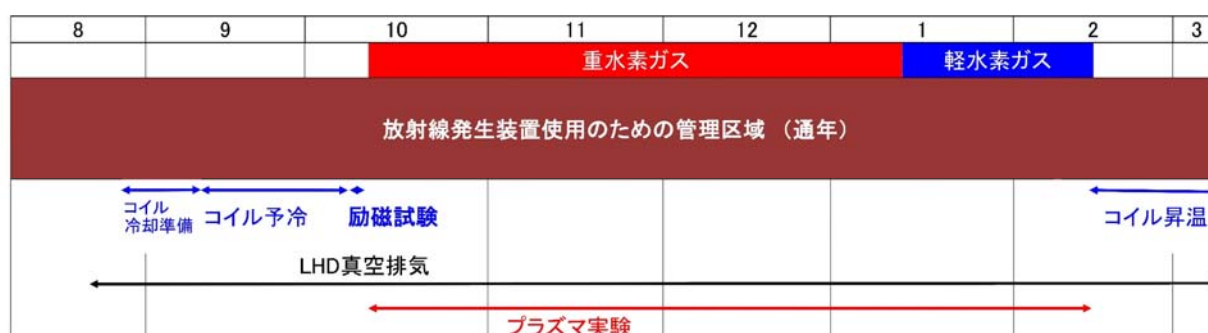 8 9 10 11 12 1 2 3
重水素ガス 軽水素ガス
放射線発生装置使用のための管理区域 （通年）
コイル
冷却準備
コイル予冷
励磁試験
コイル昇温
LHD真空排気
プラズマ実験